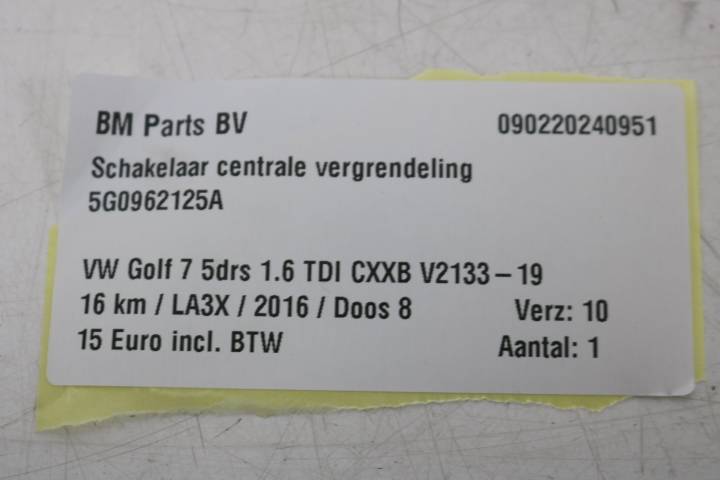 BM Parts BV 090220240951
Schakelaar centrale vergrendeling
5G0962125A
VW Golf 7 5drs 1.6 TDI CXXB V2133-19
16 km / LA3X / 2016 / Doos 8 Verz: 10
15 Euro incl. BTW Aantal: 1